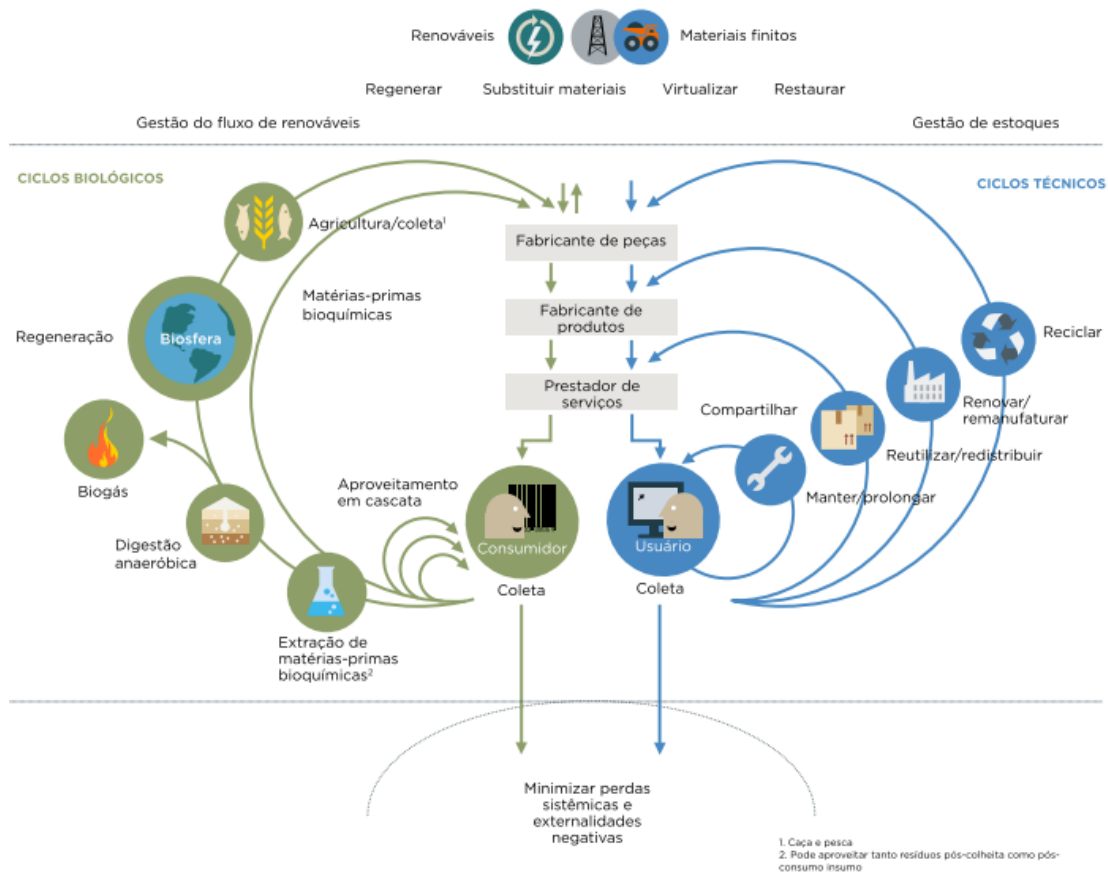 Renováveis
Materiais finitos
Regenerar
Substituir materiais
Virtualizar
Restaurar
Gestão do fluxo de renováveis
Gestão de estoques
CICLOS BIOLÓGICOS
CICLOS TÉCNICOS
Agricultura/coleta¹
Fabricante de peças
Matérias-primas
bioquímicas
Regeneração
Biosfera
Fabricante de
produtos
Reciclar
Prestador de
serviços
Compartilhar
Renovar/
remanufaturar
Reutilizar/redistribuir
Biogás
Aproveitamento
em cascata
Manter/prolongar
Digestão
anaeróbica
Consumidor
Usuário
Coleta
Coleta
Extração de
matérias-primas
bioquímicas²
Minimizar perdas
sistêmicas e
externalidades
negativas
1. Caça e pesca
2. Pode aproveitar tanto resíduos pós-colheita como pós-
consumo insumo